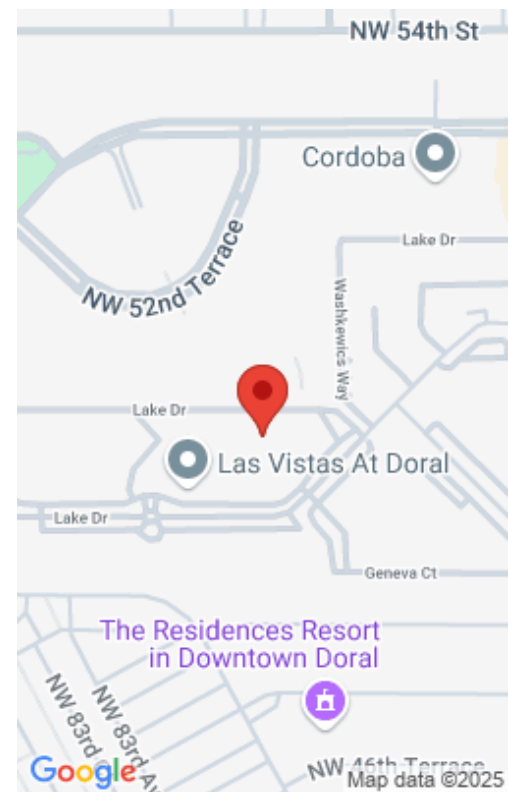 NW 54th St
Cordoba
Lake Dr
NW 52nd Terrace
Washkewics Way
Lake Dr
Las Vistas At Doral
Lake Dr
Geneva Ct
The Residences Resort
in Downtown Doral
NW 83rd
NW 83rd Av
NW 46th Terrace
Google
Map data ©2025